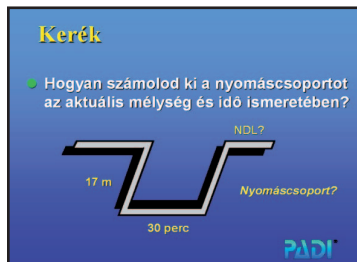 Kerék
Hogyan számolod ki a nyomáscsoportot
az aktuális mélység és idő ismeretében?
NDL?
17 m
Nyomáscsoport?
30 perc
PADI